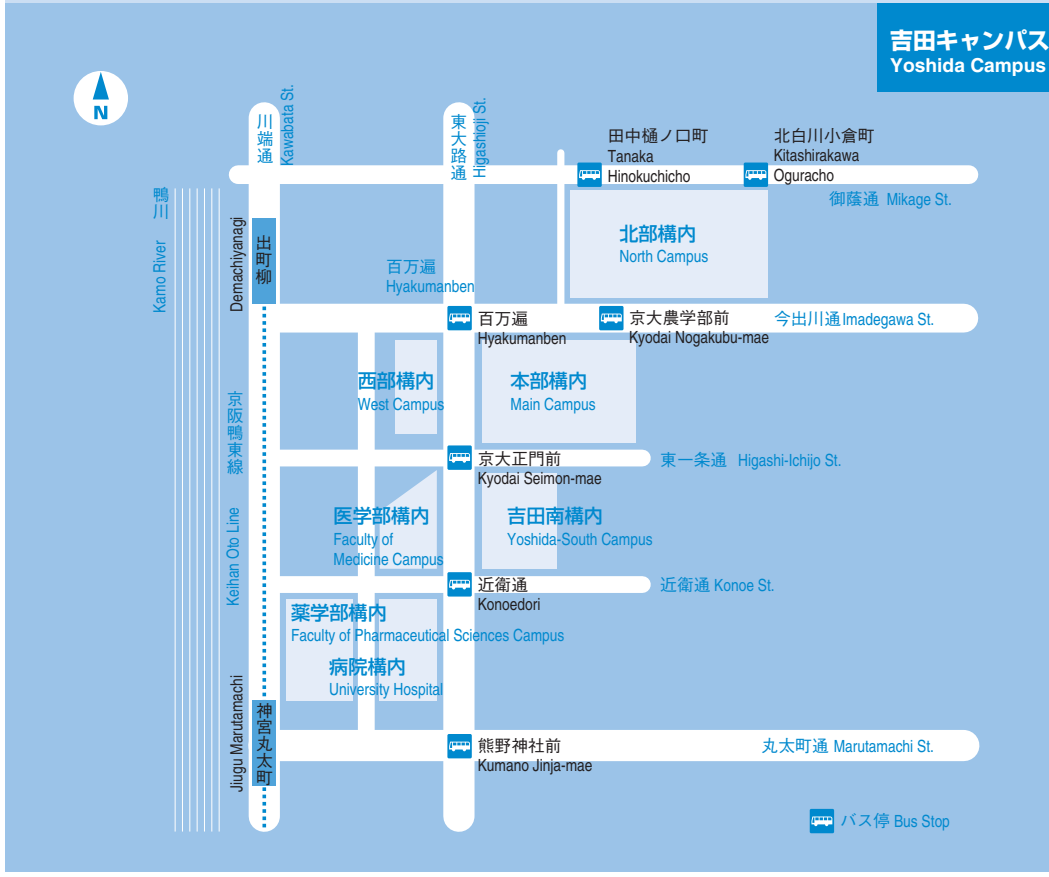 吉田キャンパス
Yoshida Campus
N
川端通
Kawabata St.
東大路通
Higashioji St.
田中樋ノ口町
Tanaka
Hinokuchicho
北白川小倉町
Kitashirakawa
Oguracho
御蔭通 Mikage St.
鴨川
Kamo River
出町柳
Demachiyanagi
北部構内
North Campus
百万遍
Hyakumanben
百万遍
Hyakumanben
京大農学部前
Kyodai Nogakubu-mae
今出川通 Imadegawa St.
西部構内
West Campus
本部構内
Main Campus
京阪鴨東線
Keihan Oto Line
京大正門前
Kyodai Seimon-mae
東一条通 Higashi-Ichijo St.
医学部構内
Faculty of
Medicine Campus
吉田南構内
Yoshida-South Campus
近衛通
Konoedori
近衛通 Konoe St.
薬学部構内
Faculty of Pharmaceutical Sciences Campus
病院構内
University Hospital
神宮丸太町
Jiugu Marutamachi
熊野神社前
Kumano Jinja-mae
丸太町通 Marutamachi St.
バス停 Bus Stop